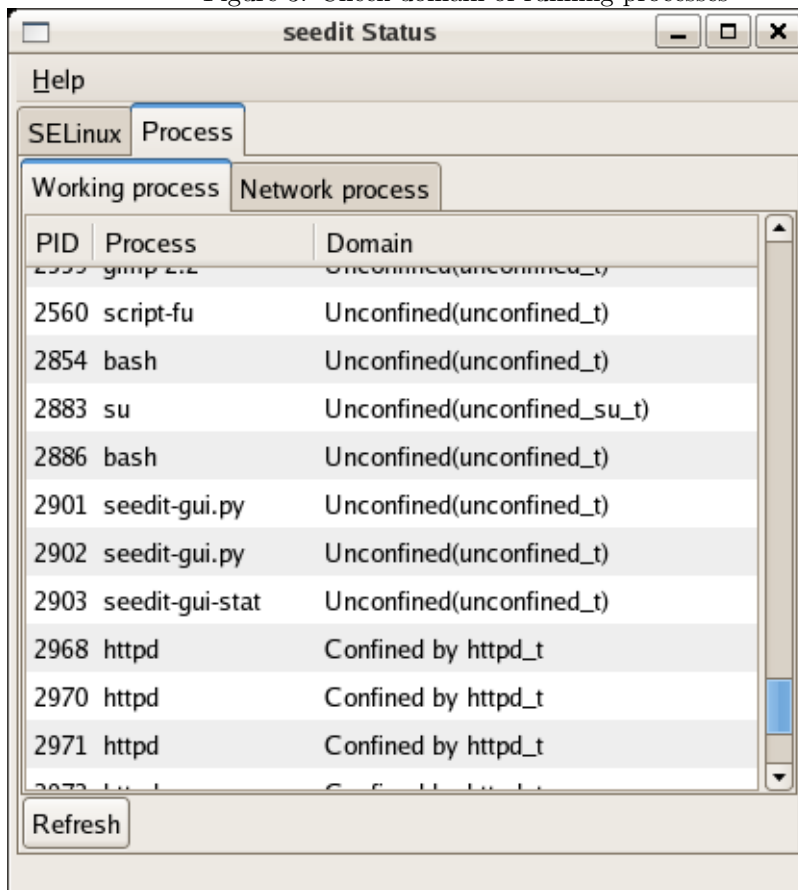 seedit Status
Help
SELinux Process
Working process Network process
PID Process Domain
2560 script-fu Unconfined(unconfined_t)
2854 bash Unconfined(unconfined_t)
2883 su Unconfined(unconfined_su_t)
2886 bash Unconfined(unconfined_t)
2901 seedit-gui.py Unconfined(unconfined_t)
2902 seedit-gui.py Unconfined(unconfined_t)
2903 seedit-gui-stat Unconfined(unconfined_t)
2968 httpd Confined by httpd_t
2970 httpd Confined by httpd_t
2971 httpd Confined by httpd_t
Refresh